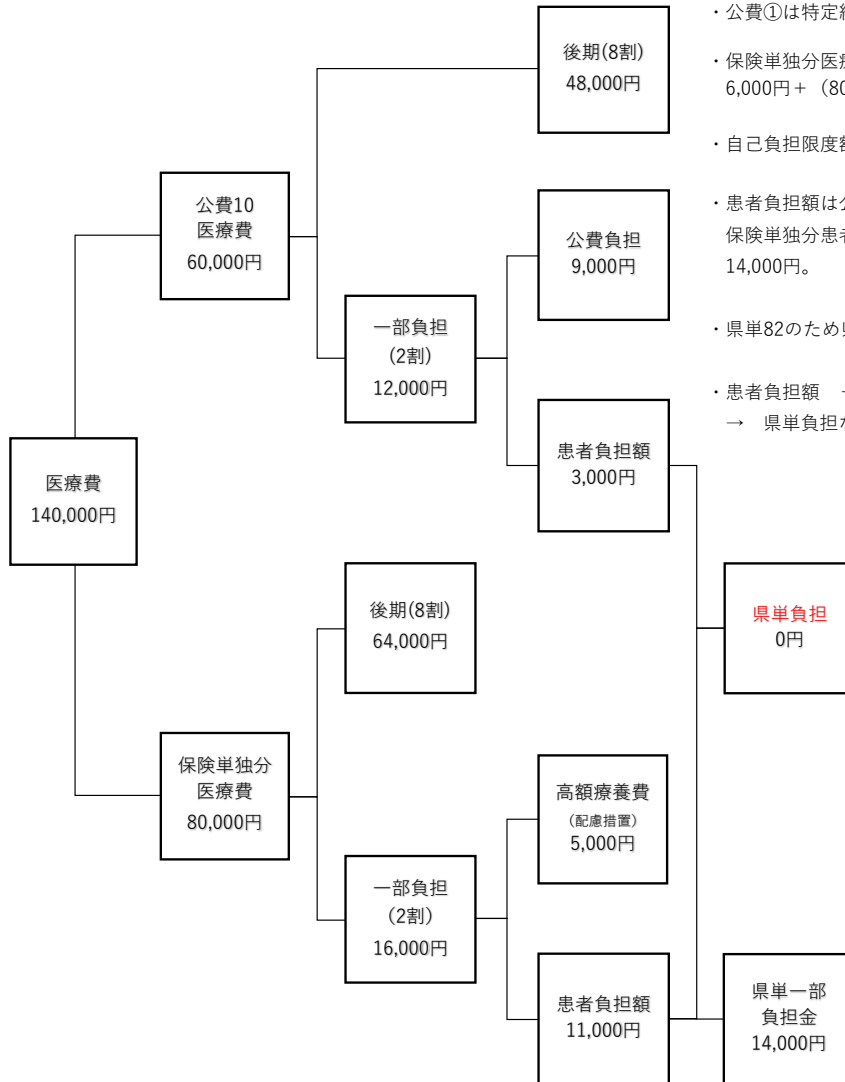 ・公費①は特定
・保険単独分医
6,000円＋（80
・自己負担限度
・患者負担額は
保険単独分患
14,000円。
・県単82のため
・患者負担額
→　県単負担
後期(8割)
48,000円
公費10
医療費
60,000円
公費負担
9,000円
一部負担
(2割)
12,000円
患者負担額
3,000円
医療費
140,000円
後期(8割)
64,000円
県単負担
0円
保険単独分
医療費
80,000円
高額療養費
（配慮措置）
5,000円
一部負担
（2割）
16,000円
患者負担額
11,000円
県単一部
負担金
14,000円